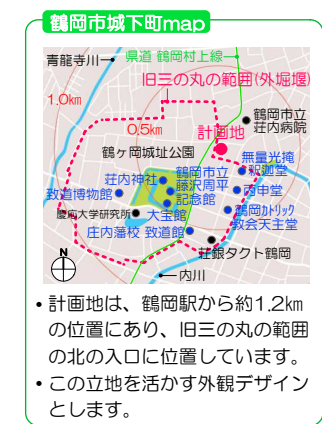 鶴岡市城下町map
青龍寺川
県道 鶴岡村上線
旧三の丸の範囲(外堀堰)
1.0km
0.5km
計画地
鶴岡市立
荘内病院
鶴ヶ岡城址公園
無量光掩
釈迦堂
荘内神社
鶴岡市立
藤沢周平
記念館
致道博物館
丙申堂
慶応大学研究所
大宝館
鶴岡カトリック
教会天主堂
庄内藩校 致道館
荘銀タクト鶴岡
N
内川
・計画地は、鶴岡駅から約1.2km
の位置にあり、旧三の丸の範囲
の北の入口に位置しています。
・この立地を活かす外観デザイン
とします。